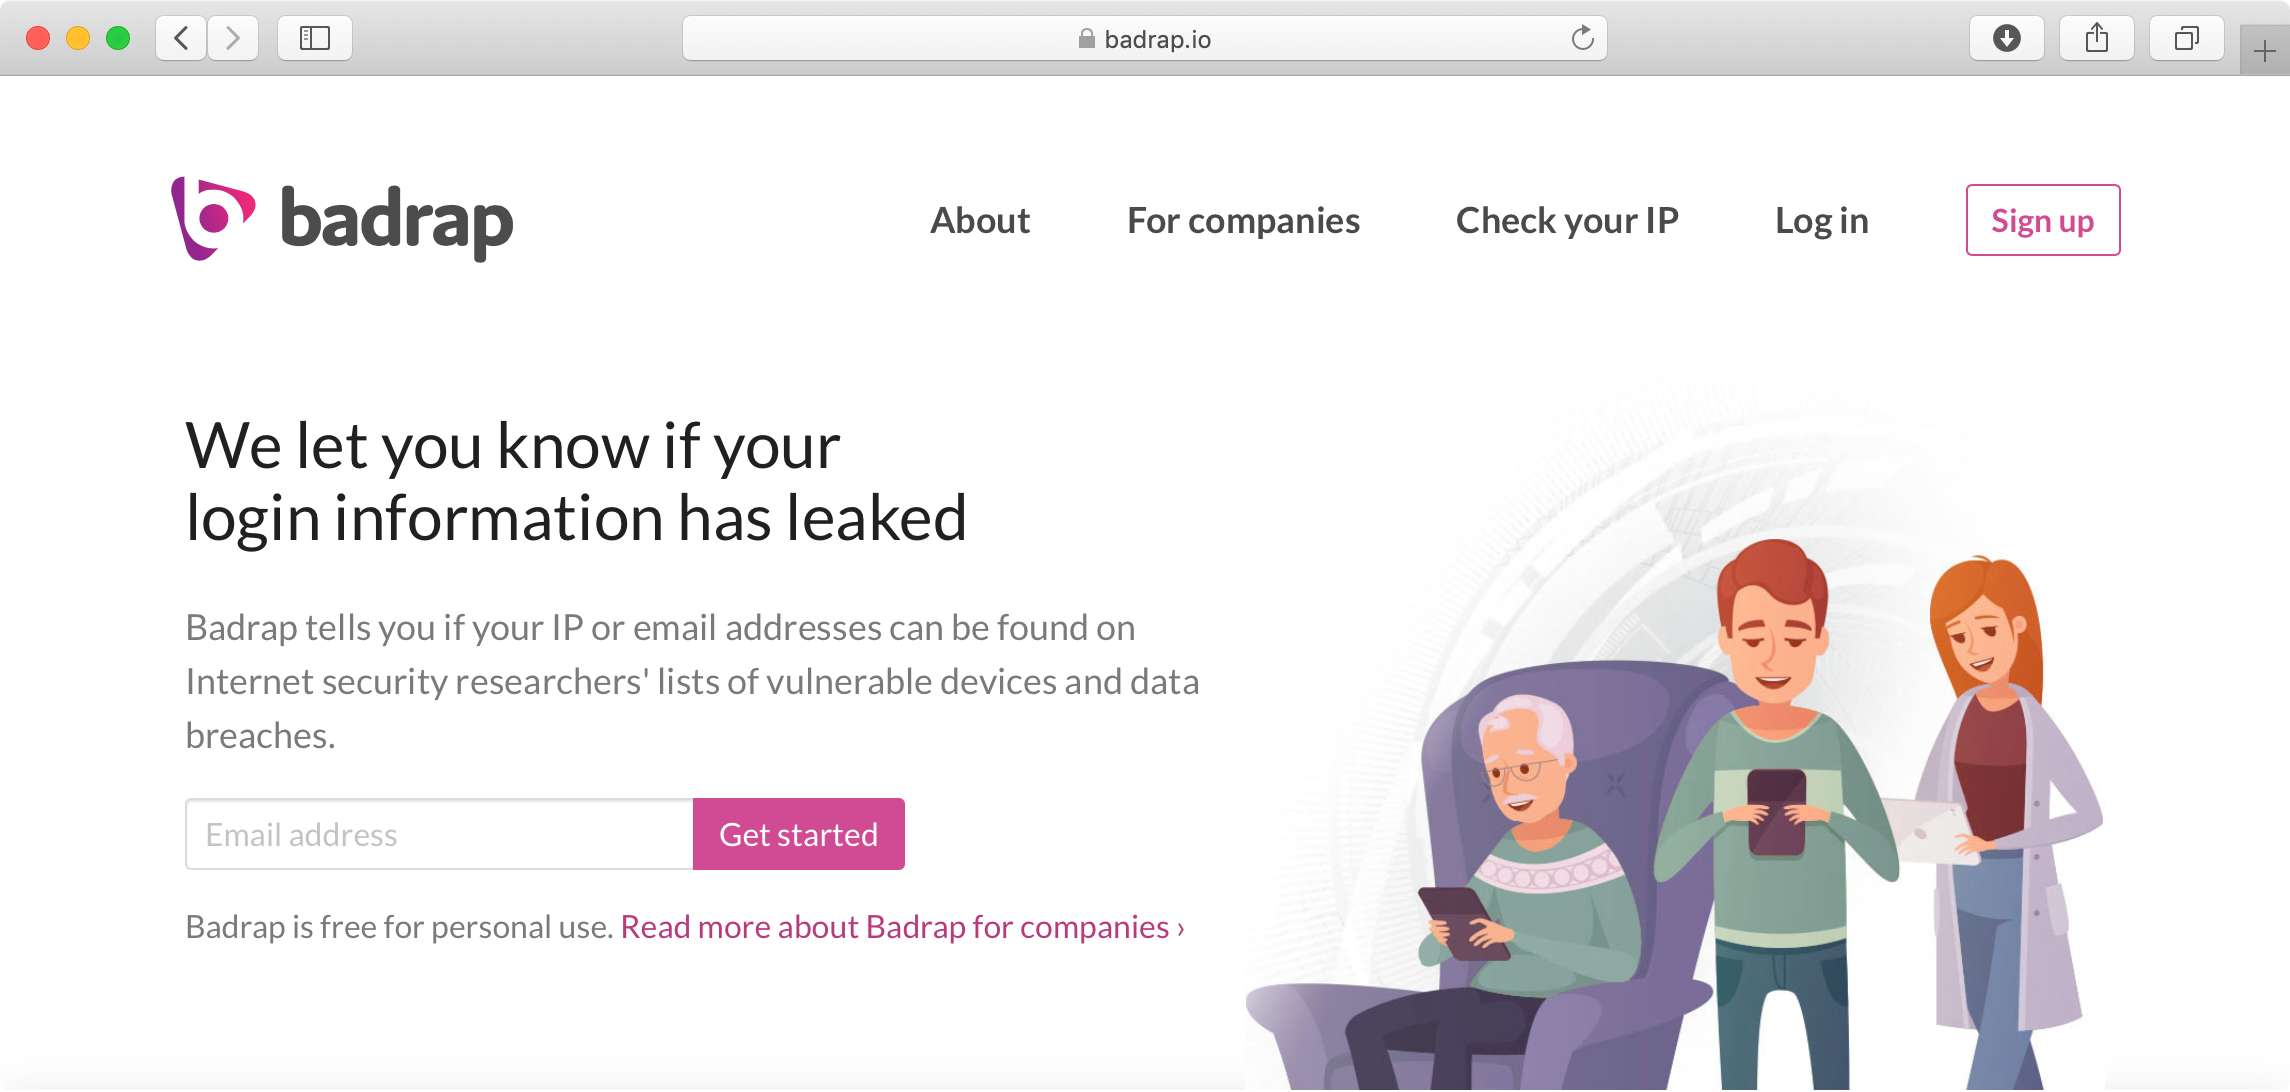 badrap.io
badrap
About
For companies
Check your IP
Log in
Sign up
We let you know if your
login information has leaked
Badrap tells you if your IP or email addresses can be found on
Internet security researchers' lists of vulnerable devices and data
breaches.
Email address
Get started
Badrap is free for personal use. Read more about Badrap for companies ›